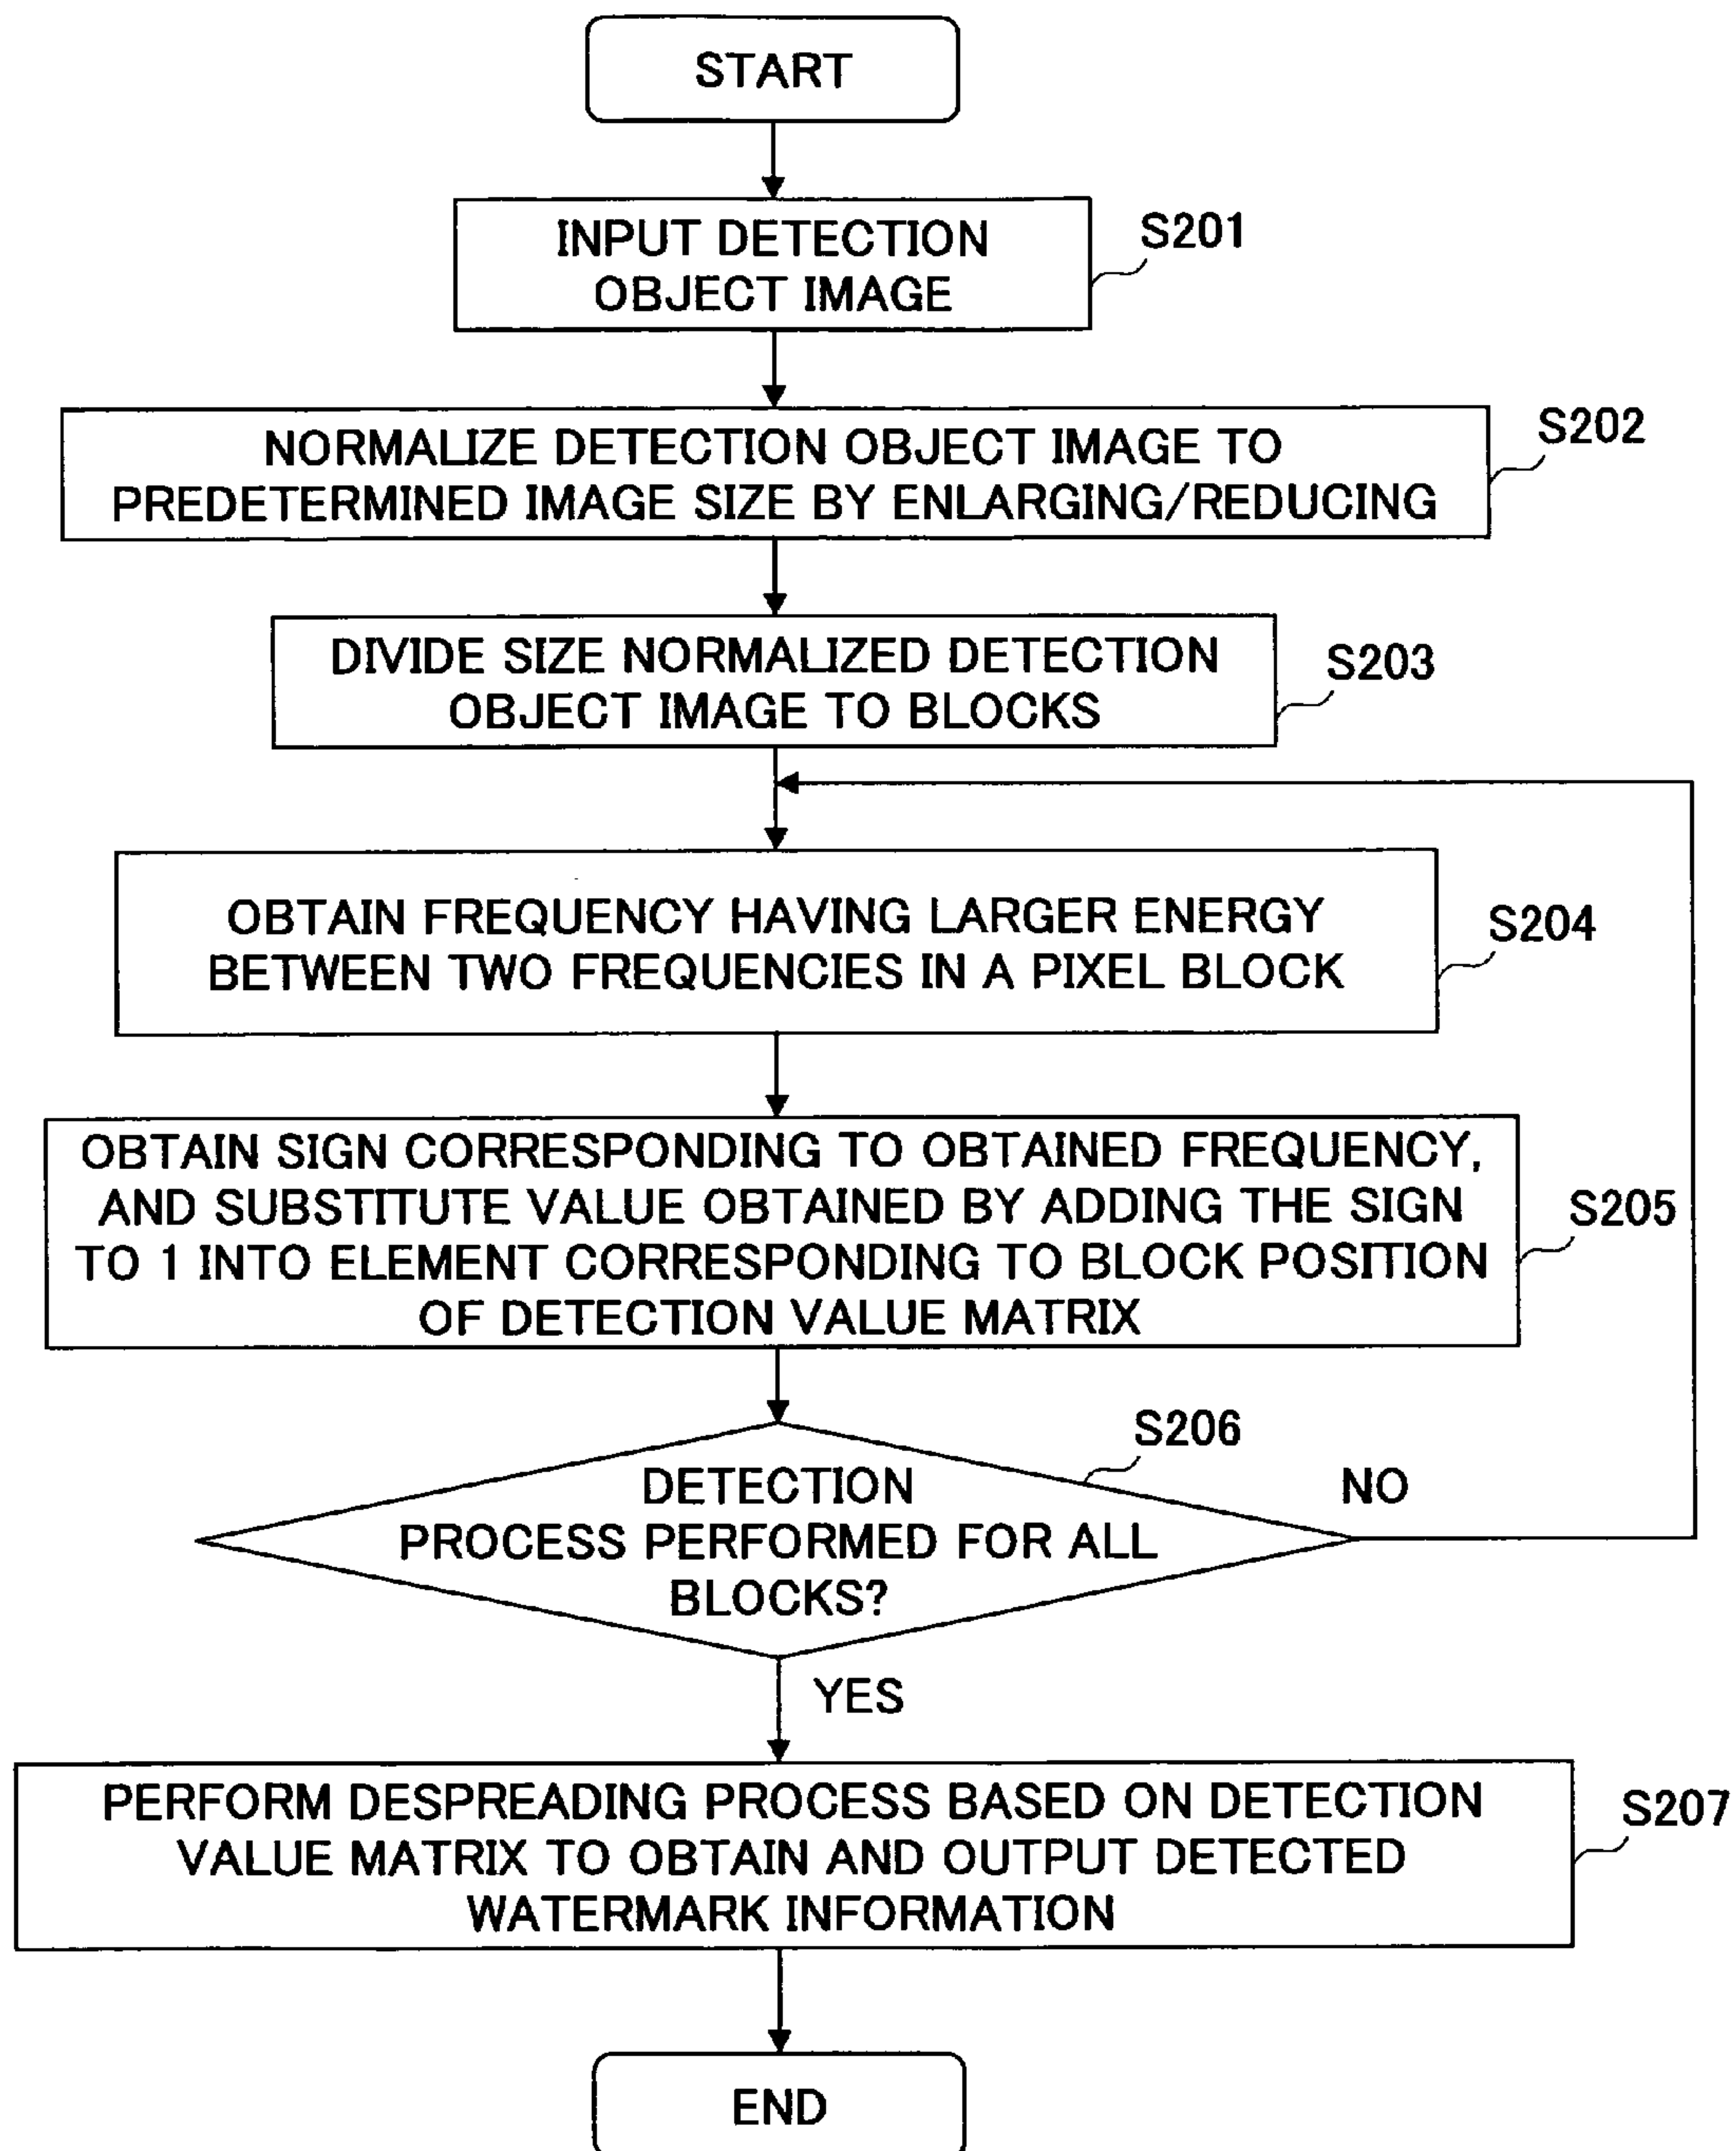 START
INPUT DETECTION
OBJECT IMAGE
S201
NORMALIZE DETECTION OBJECT IMAGE TO
PREDETERMINED IMAGE SIZE BY ENLARGING/REDUCING
S202
DIVIDE SIZE NORMALIZED DETECTION
OBJECT IMAGE TO BLOCKS
S203
OBTAIN FREQUENCY HAVING LARGER ENERGY
BETWEEN TWO FREQUENCIES IN A PIXEL BLOCK
S204
OBTAIN SIGN CORRESPONDING TO OBTAINED FREQUENCY,
AND SUBSTITUTE VALUE OBTAINED BY ADDING THE SIGN
TO 1 INTO ELEMENT CORRESPONDING TO BLOCK POSITION
OF DETECTION VALUE MATRIX
S205
S206
DETECTION
PROCESS PERFORMED FOR ALL
BLOCKS?
NO
YES
PERFORM DESPREADING PROCESS BASED ON DETECTION
VALUE MATRIX TO OBTAIN AND OUTPUT DETECTED
WATERMARK INFORMATION
S207
END